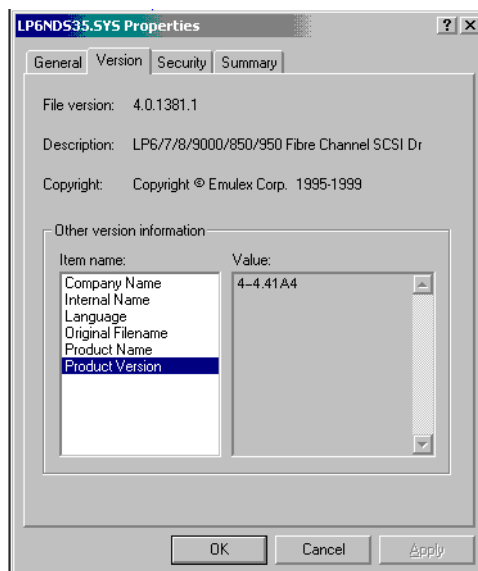 LP6NDS35.SYS Properties
General Version Security Summary
File version: 4.0.1381.1
Description: LP6/7/8/9000/850/950 Fibre Channel SCSI Dr
Copyright: Copyright © Emulex Corp. 1995-1999
Other version information
Item name: Value:
Company Name 4-4.41A4
Internal Name
Language
Original Filename
Product Name
Product Version
OK Cancel Apply